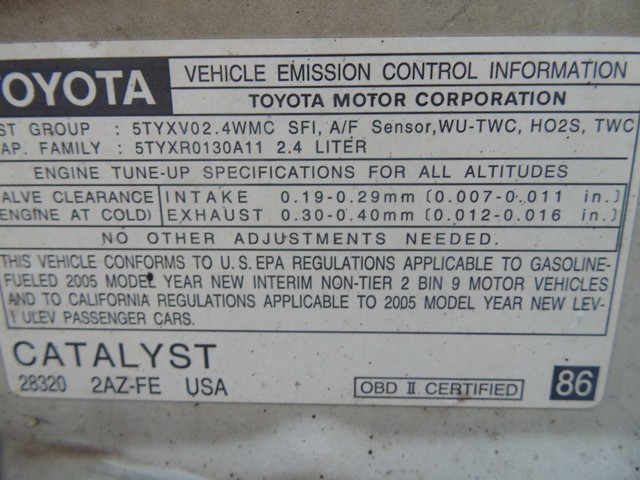 TOYOTA
VEHICLE EMISSION CONTROL INFORMATION
TOYOTA MOTOR CORPORATION
ST GROUP : 5TYXV02.4WMC SFI, A/F Sensor,WU-TWC, HO2S, TWC
AP. FAMILY : 5TYXR0130A11 2.4 LITER
ENGINE TUNE-UP SPECIFICATIONS FOR ALL ALTITUDES
ALVE CLEARANCE INTAKE 0.19-0.29mm (0.007-0.011 in.)
ENGINE AT COLD) EXHAUST 0.30-0.40mm (0.012-0.016 in.)
NO OTHER ADJUSTMENTS NEEDED.
THIS VEHICLE CONFORMS TO U.S.EPA REGULATIONS APPLICABLE TO GASOLINE-
FUELED 2005 MODEL YEAR NEW INTERIM NON-TIER 2 BIN 9 MOTOR VEHICLES
AND TO CALIFORNIA REGULATIONS APPLICABLE TO 2005 MODEL YEAR NEW LEV-
I ULEV PASSENGER CARS.
CATALYST
28320 2AZ-FE USA
OBD II CERTIFIED
86